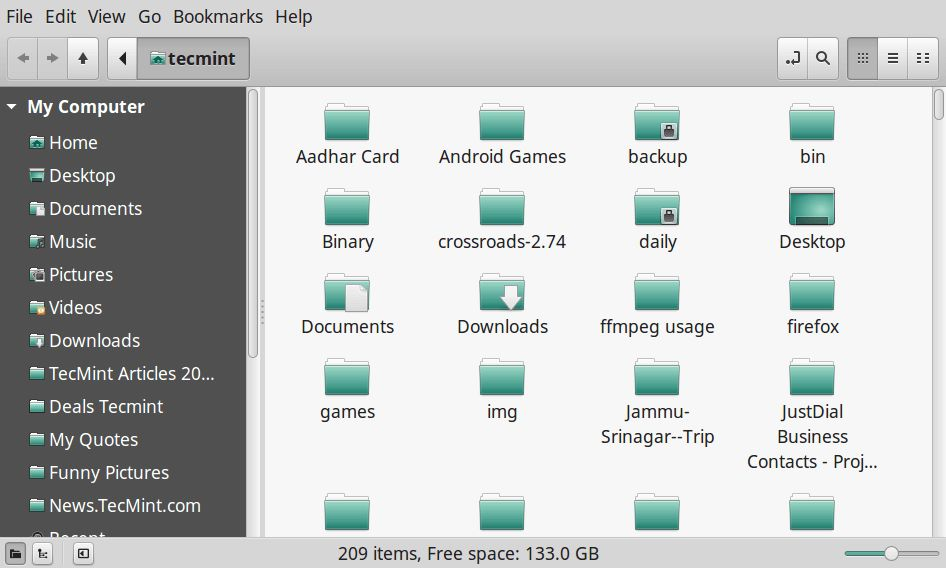 File Edit View Go Bookmarks Help
tecmint
My Computer
Home
Desktop
Documents
Music
Pictures
Videos
Downloads
TecMint Articles 20...
Deals Tecmint
My Quotes
Funny Pictures
News.TecMint.com
Aadhar Card Android Games backup bin
Binary crossroads-2.74 daily Desktop
Documents Downloads ffmpeg usage firefox
games img Jammu- JustDial
Srinagar--Trip Business
Contacts - Proj...
209 items, Free space: 133.0 GB